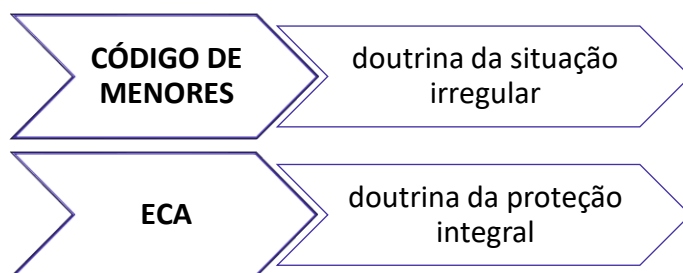 CÓDIGO DE
MENORES
doutrina da situação
irregular
ECA
doutrina da proteção
integral